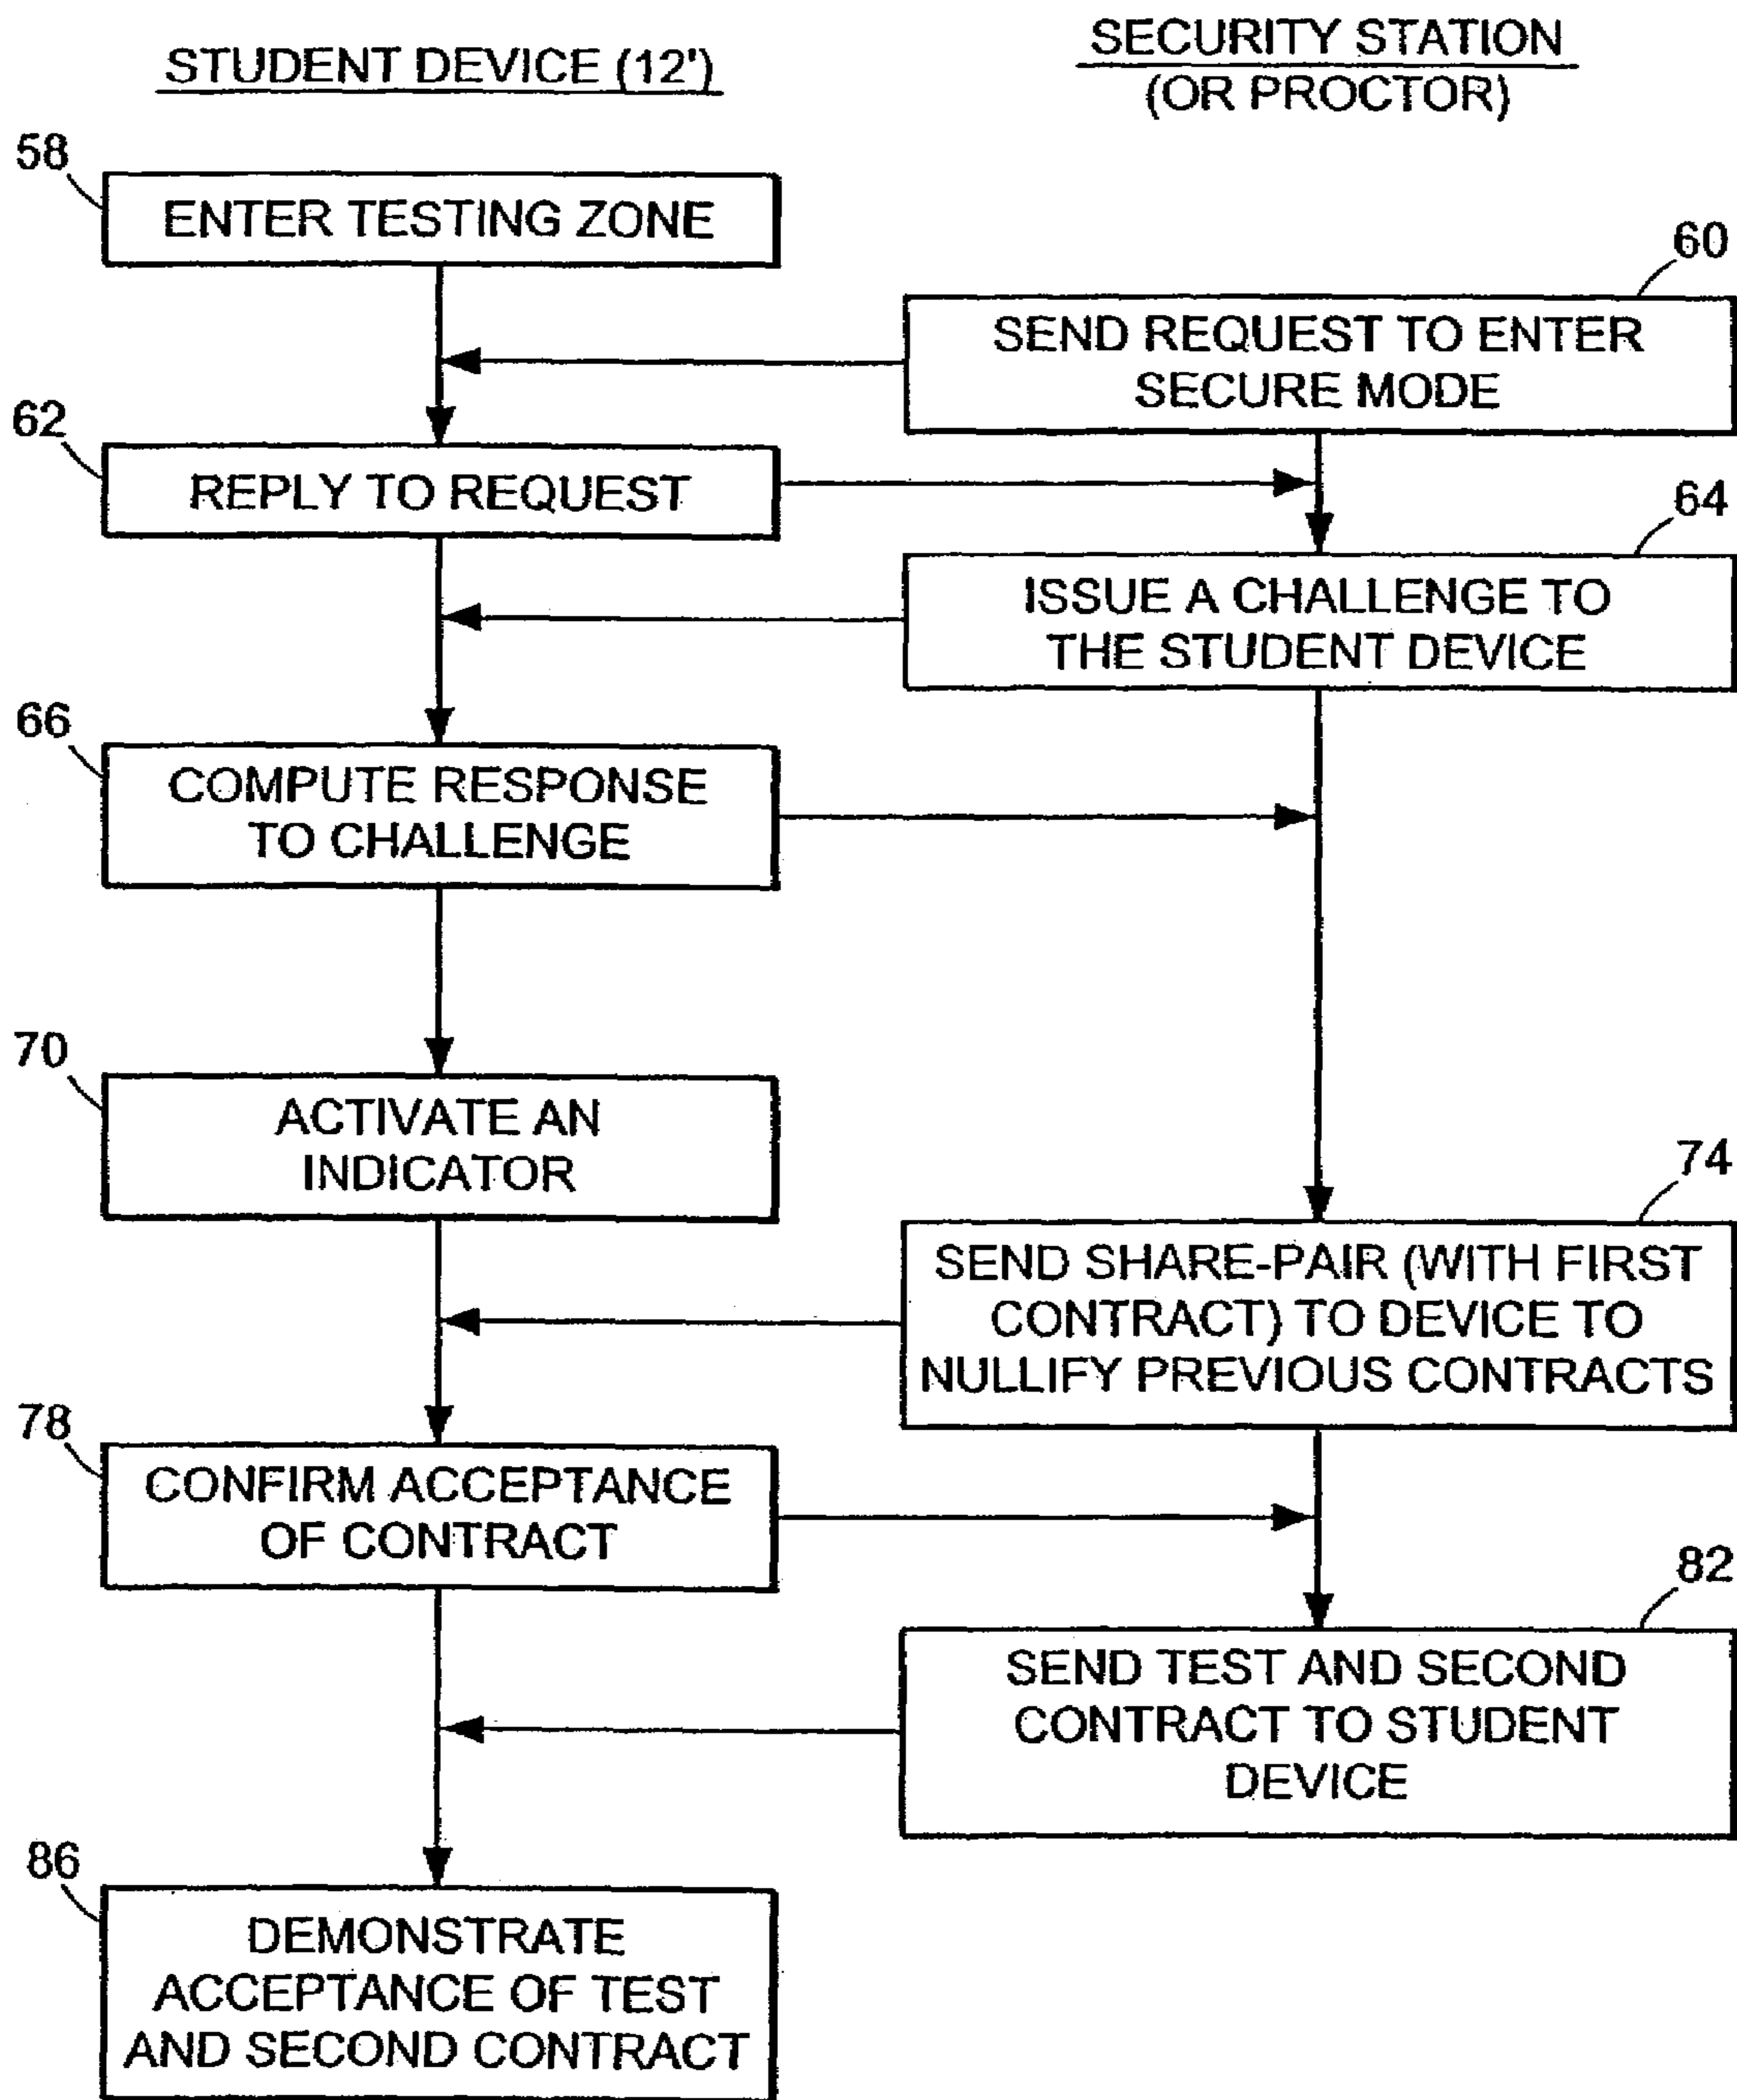 STUDENT DEVICE (12')
SECURITY STATION
(OR PROCTOR)
58
ENTER TESTING ZONE
60
SEND REQUEST TO ENTER
SECURE MODE
62
REPLY TO REQUEST
64
ISSUE A CHALLENGE TO
THE STUDENT DEVICE
66
COMPUTE RESPONSE
TO CHALLENGE
70
ACTIVATE AN
INDICATOR
74
SEND SHARE-PAIR (WITH FIRST
CONTRACT) TO DEVICE TO
NULLIFY PREVIOUS CONTRACTS
78
CONFIRM ACCEPTANCE
OF CONTRACT
82
SEND TEST AND SECOND
CONTRACT TO STUDENT
DEVICE
86
DEMONSTRATE
ACCEPTANCE OF TEST
AND SECOND CONTRACT